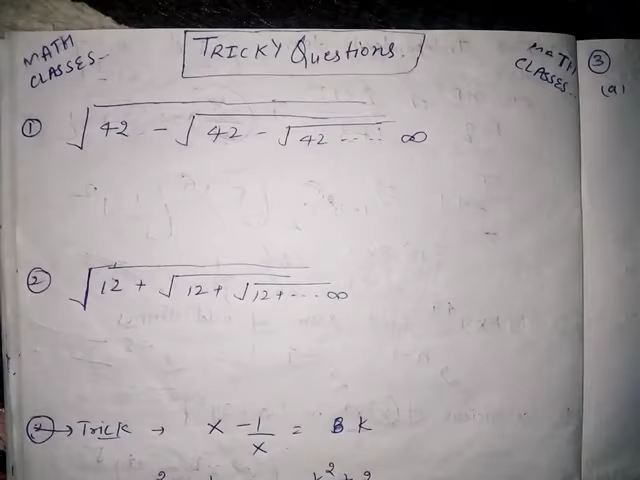 MATH CLASSES..
TRICKY Questions.
MATH CLASSES..
① √42 - √42 - √42 ..... ∞
② √12 + √12 + √12 + .... ∞
→ Trick → x - 1/x = K
③
(a)